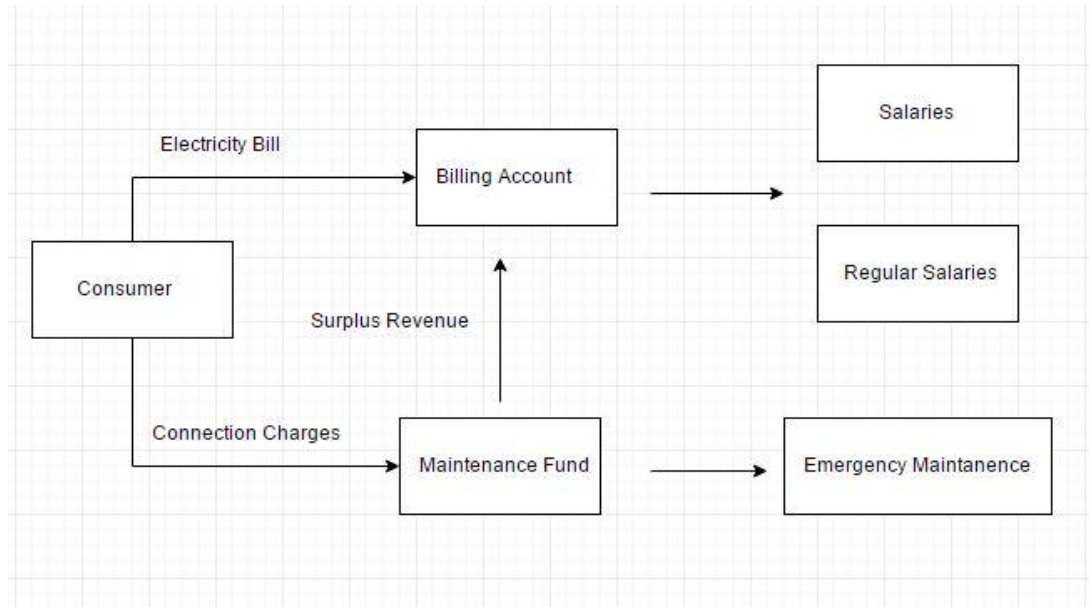 Salaries
Electricity Bill
Billing Account
Regular Salaries
Consumer
Surplus Revenue
Connection Charges
Maintenance Fund
Emergency Maintanence